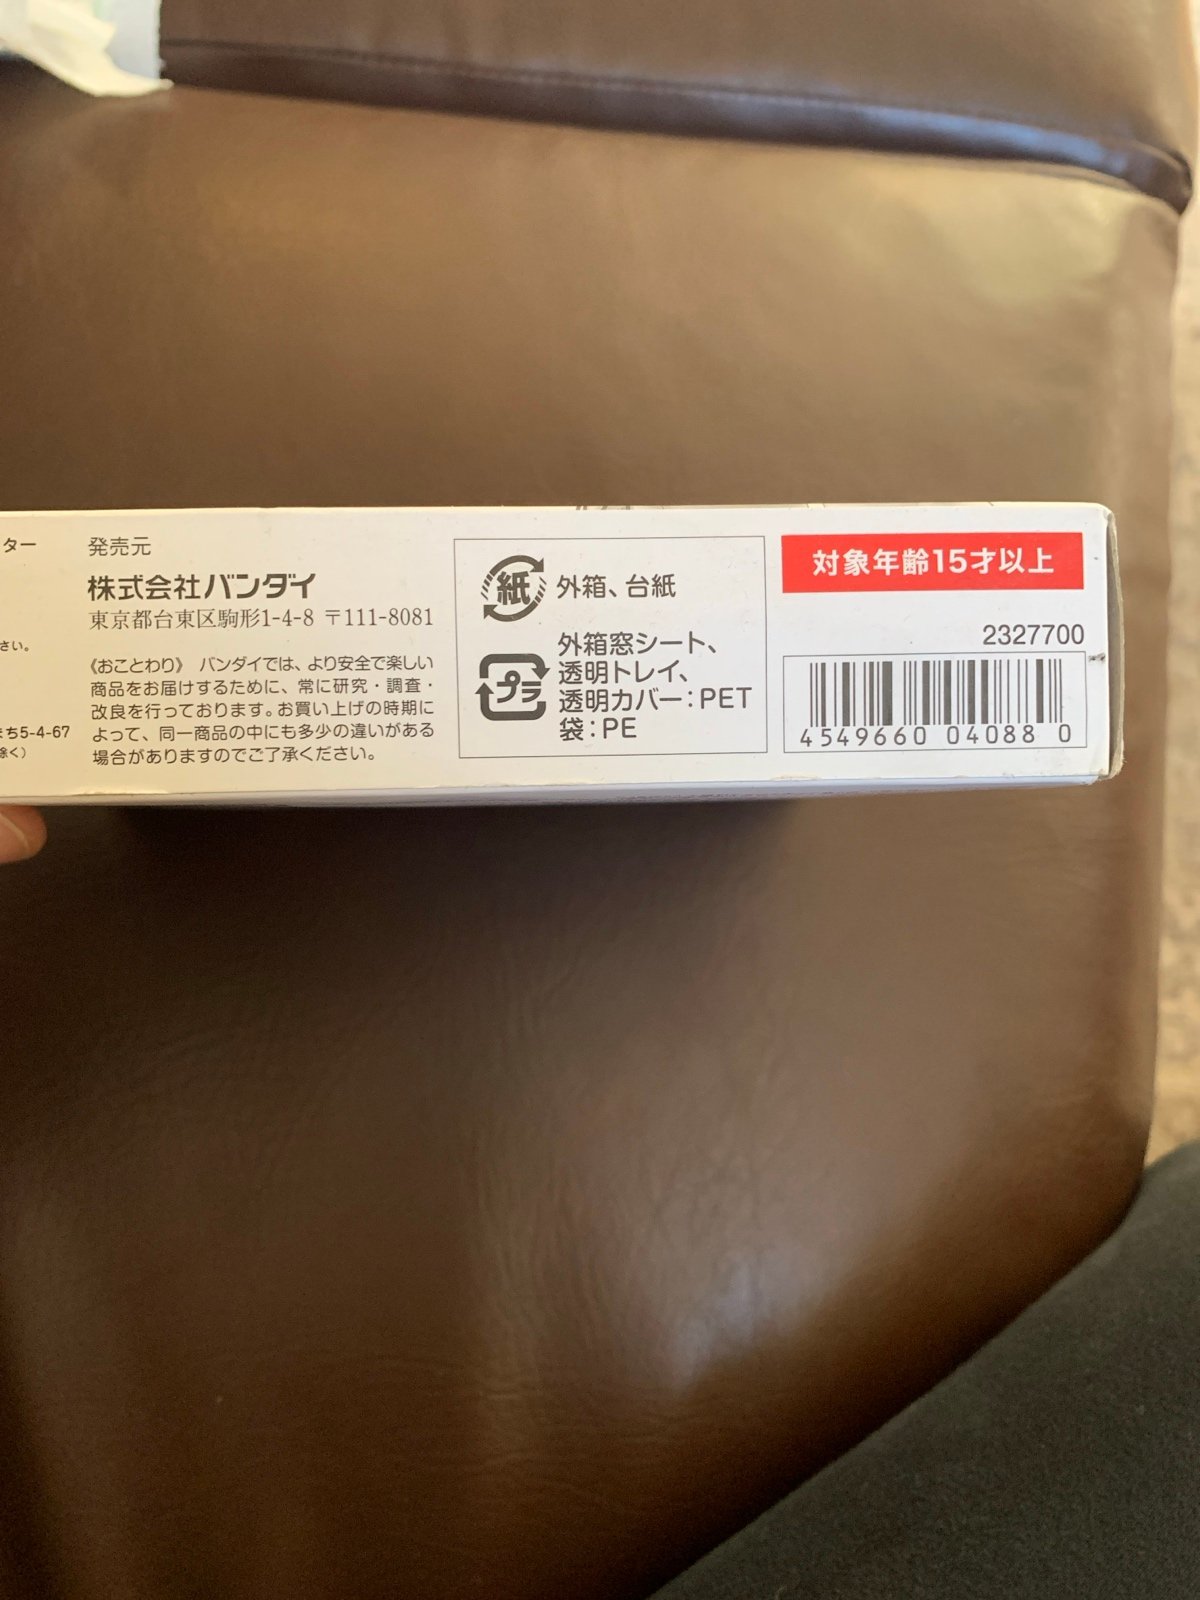 ター
さい。
まち5-4-67
除く）
発売元
株式会社バンダイ
東京都台東区駒形1-4-8 〒111-8081
《おことわり》 バンダイでは、より安全で楽しい
商品をお届けするために、常に研究・調査・
改良を行っております。お買い上げの時期に
よって、同一商品の中にも多少の違いがある
場合がありますのでご了承ください。
紙 外箱、台紙
プラ
外箱窓シート、
透明トレイ、
透明カバー：PET
袋：PE
対象年齢15才以上
2327700
4549660 04088 0